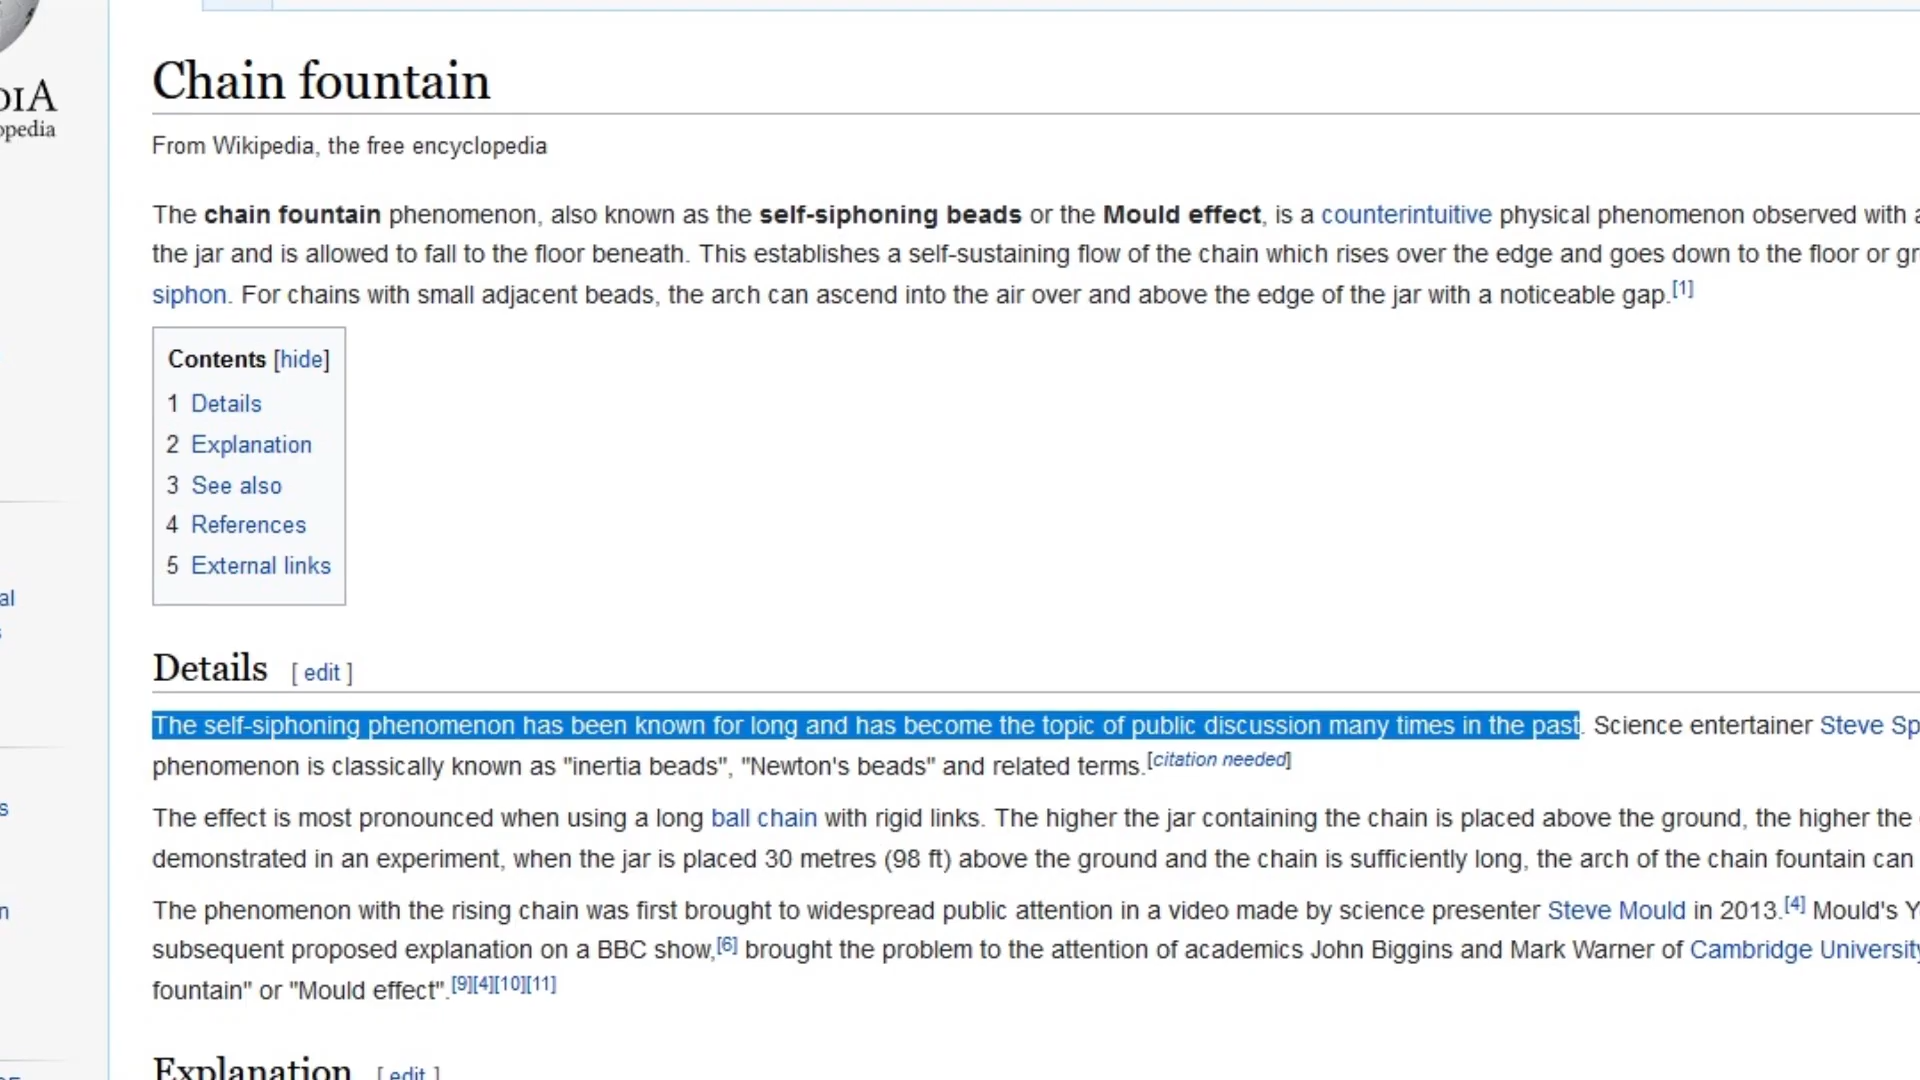 Chain fountain
From Wikipedia, the free encyclopedia
The chain fountain phenomenon, also known as the self-siphoning beads or the Mould effect, is a counterintuitive physical phenomenon observed with a
the jar and is allowed to fall to the floor beneath. This establishes a self-sustaining flow of the chain which rises over the edge and goes down to the floor or
siphon. For chains with small adjacent beads, the arch can ascend into the air over and above the edge of the jar with a noticeable gap.[1]
Contents [hide]
1 Details
2 Explanation
3 See also
4 References
5 External links
Details [ edit ]
The self-siphoning phenomenon has been known for long and has become the topic of public discussion many times in the past. Science entertainer Steve Sp
phenomenon is classically known as "inertia beads", "Newton's beads" and related terms.[citation needed]
The effect is most pronounced when using a long ball chain with rigid links. The higher the jar containing the chain is placed above the ground, the higher the
demonstrated in an experiment, when the jar is placed 30 metres (98 ft) above the ground and the chain is sufficiently long, the arch of the chain fountain can
The phenomenon with the rising chain was first brought to widespread public attention in a video made by science presenter Steve Mould in 2013.[4] Mould's Y
subsequent proposed explanation on a BBC show,[6] brought the problem to the attention of academics John Biggins and Mark Warner of Cambridge University
fountain" or "Mould effect".[9][4][10][11]
Explanation [ edit ]